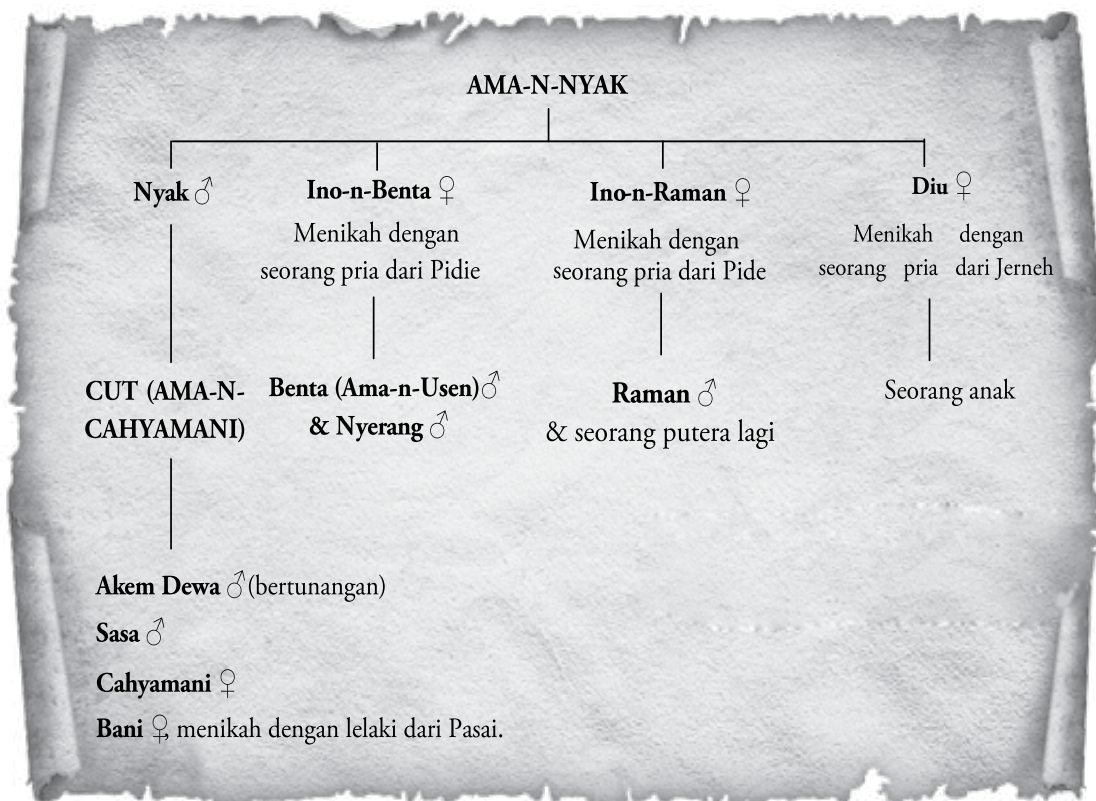 AMA-N-NYAK
Nyak ♂
Ino-n-Benta ♀
Menikah dengan
seorang pria dari Pidie
Ino-n-Raman ♀
Menikah dengan
seorang pria dari Pide
Diu ♀
Menikah dengan
seorang pria dari Jerneh
CUT (AMA-N-
CAHYAMANI)
Benta (Ama-n-Usen)♂
& Nyerang ♂
Raman ♂
& seorang putera lagi
Seorang anak
Akem Dewa ♂(bertunangan)
Sasa ♂
Cahyamani ♀
Bani ♀, menikah dengan lelaki dari Pasai.